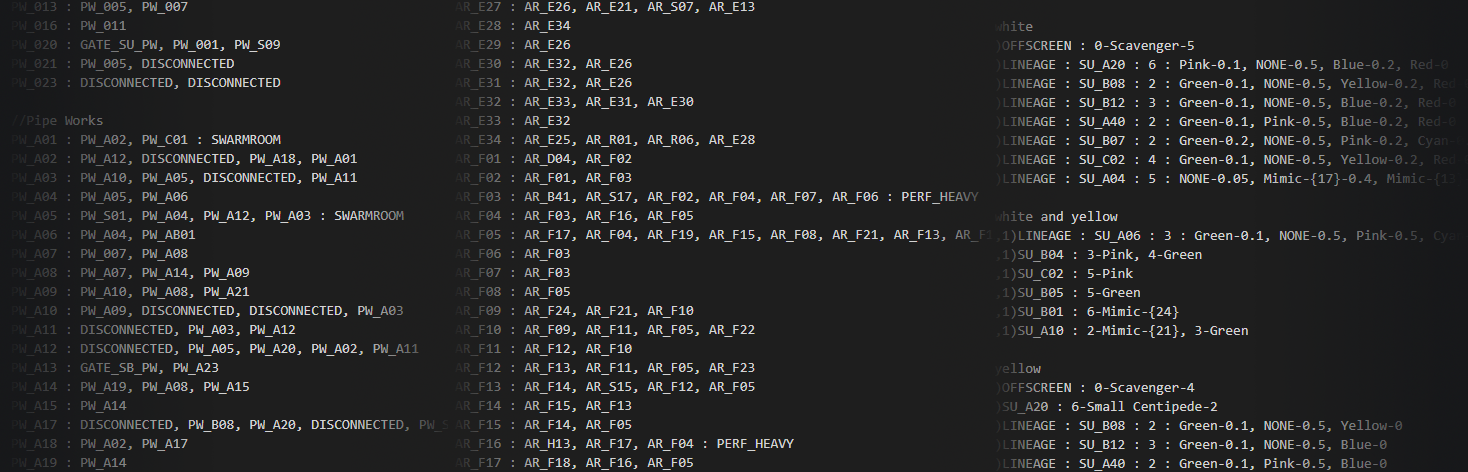 PW_013 : PW_005, PW_007
PW_016 : PW_011
PW_020 : GATE_SU_PW, PW_001, PW_S09
PW_021 : PW_005, DISCONNECTED
PW_023 : DISCONNECTED, DISCONNECTED
//Pipe Works
PW_A01 : PW_A02, PW_C01 : SWARMROOM
PW_A02 : PW_A12, DISCONNECTED, PW_A18, PW_A01
PW_A03 : PW_A10, PW_A05, DISCONNECTED, PW_A11
PW_A04 : PW_A05, PW_A06
PW_A05 : PW_S01, PW_A04, PW_A12, PW_A03 : SWARMROOM
PW_A06 : PW_A04, PW_AB01
PW_A07 : PW_007, PW_A08
PW_A08 : PW_A07, PW_A14, PW_A09
PW_A09 : PW_A10, PW_A08, PW_A21
PW_A10 : PW_A09, DISCONNECTED, DISCONNECTED, PW_A03
PW_A11 : DISCONNECTED, PW_A03, PW_A12
PW_A12 : DISCONNECTED, PW_A05, PW_A20, PW_A02, PW_A11
PW_A13 : GATE_SB_PW, PW_A23
PW_A14 : PW_A19, PW_A08, PW_A15
PW_A15 : PW_A14
PW_A17 : DISCONNECTED, PW_B08, PW_A20, DISCONNECTED, PW_S
PW_A18 : PW_A02, PW_A17
PW_A19 : PW_A14
AR_E27 : AR_E26, AR_E21, AR_S07, AR_E13
AR_E28 : AR_E34
AR_E29 : AR_E26
AR_E30 : AR_E32, AR_E26
AR_E31 : AR_E32, AR_E26
AR_E32 : AR_E33, AR_E31, AR_E30
AR_E33 : AR_E32
AR_E34 : AR_E25, AR_R01, AR_R06, AR_E28
AR_F01 : AR_D04, AR_F02
AR_F02 : AR_F01, AR_F03
AR_F03 : AR_B41, AR_S17, AR_F02, AR_F04, AR_F07, AR_F06 : PERF_HEAVY
AR_F04 : AR_F03, AR_F16, AR_F05
AR_F05 : AR_F17, AR_F04, AR_F19, AR_F15, AR_F08, AR_F21, AR_F13, AR_F
AR_F06 : AR_F03
AR_F07 : AR_F03
AR_F08 : AR_F05
AR_F09 : AR_F24, AR_F21, AR_F10
AR_F10 : AR_F09, AR_F11, AR_F05, AR_F22
AR_F11 : AR_F12, AR_F10
AR_F12 : AR_F13, AR_F11, AR_F05, AR_F23
AR_F13 : AR_F14, AR_S15, AR_F12, AR_F05
AR_F14 : AR_F15, AR_F13
AR_F15 : AR_F14, AR_F05
AR_F16 : AR_H13, AR_F17, AR_F04 : PERF_HEAVY
AR_F17 : AR_F18, AR_F16, AR_F05
white
)OFFSCREEN : 0-Scavenger-5
)LINEAGE : SU_A20 : 6 : Pink-0.1, NONE-0.5, Blue-0.2, Red-0
)LINEAGE : SU_B08 : 2 : Green-0.1, NONE-0.5, Yellow-0.2, Red
)LINEAGE : SU_B12 : 3 : Green-0.1, NONE-0.5, Blue-0.2, Red-0
)LINEAGE : SU_A40 : 2 : Green-0.1, Pink-0.5, Blue-0.2, Red-0
)LINEAGE : SU_B07 : 2 : Green-0.2, NONE-0.5, Pink-0.2, Cyan-
)LINEAGE : SU_C02 : 4 : Green-0.1, NONE-0.5, Yellow-0.2, Red
)LINEAGE : SU_A04 : 5 : NONE-0.05, Mimic-{17}-0.4, Mimic-{13
white and yellow
,1)LINEAGE : SU_A06 : 3 : Green-0.1, NONE-0.5, Pink-0.5, Cya
,1)SU_B04 : 3-Pink, 4-Green
,1)SU_C02 : 5-Pink
,1)SU_B05 : 5-Green
,1)SU_B01 : 6-Mimic-{24}
,1)SU_A10 : 2-Mimic-{21}, 3-Green
yellow
)OFFSCREEN : 0-Scavenger-4
)SU_A20 : 6-Small Centipede-2
)LINEAGE : SU_B08 : 2 : Green-0.1, NONE-0.5, Yellow-0
)LINEAGE : SU_B12 : 3 : Green-0.1, NONE-0.5, Blue-0
)LINEAGE : SU_A40 : 2 : Green-0.1, Pink-0.5, Blue-0